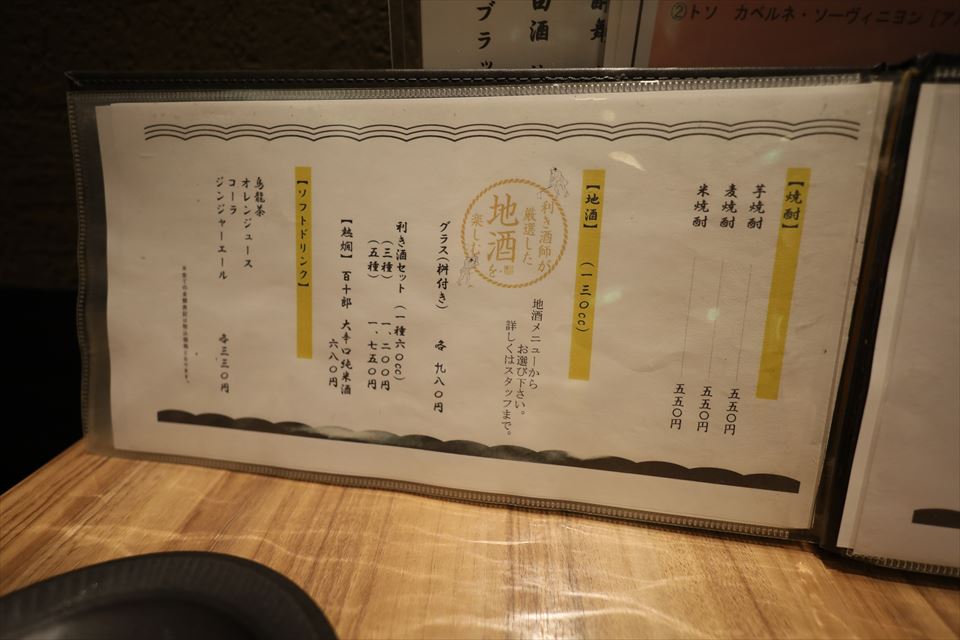 【焼酎】
芋焼酎 五五〇円
麦焼酎 五五〇円
米焼酎 五五〇円
【地酒】(一三〇cc)
利き酒師が
厳選した
地酒を
楽しむ
地酒メニューから
お選び下さい。
詳しくはスタッフまで。
グラス(桝付き) 各 九八〇円
利き酒セット(一種六〇cc)
(三種) 一、二〇〇円
(五種) 一、七五〇円
【熱燗】 百十郎 大辛口純米酒
六八〇円
【ソフトドリンク】
烏龍茶
オレンジュース
コーラ
ジンジャーエール 各三三〇円
②トソ カベルネ・ソーヴィニヨン
田酒
ブラッ